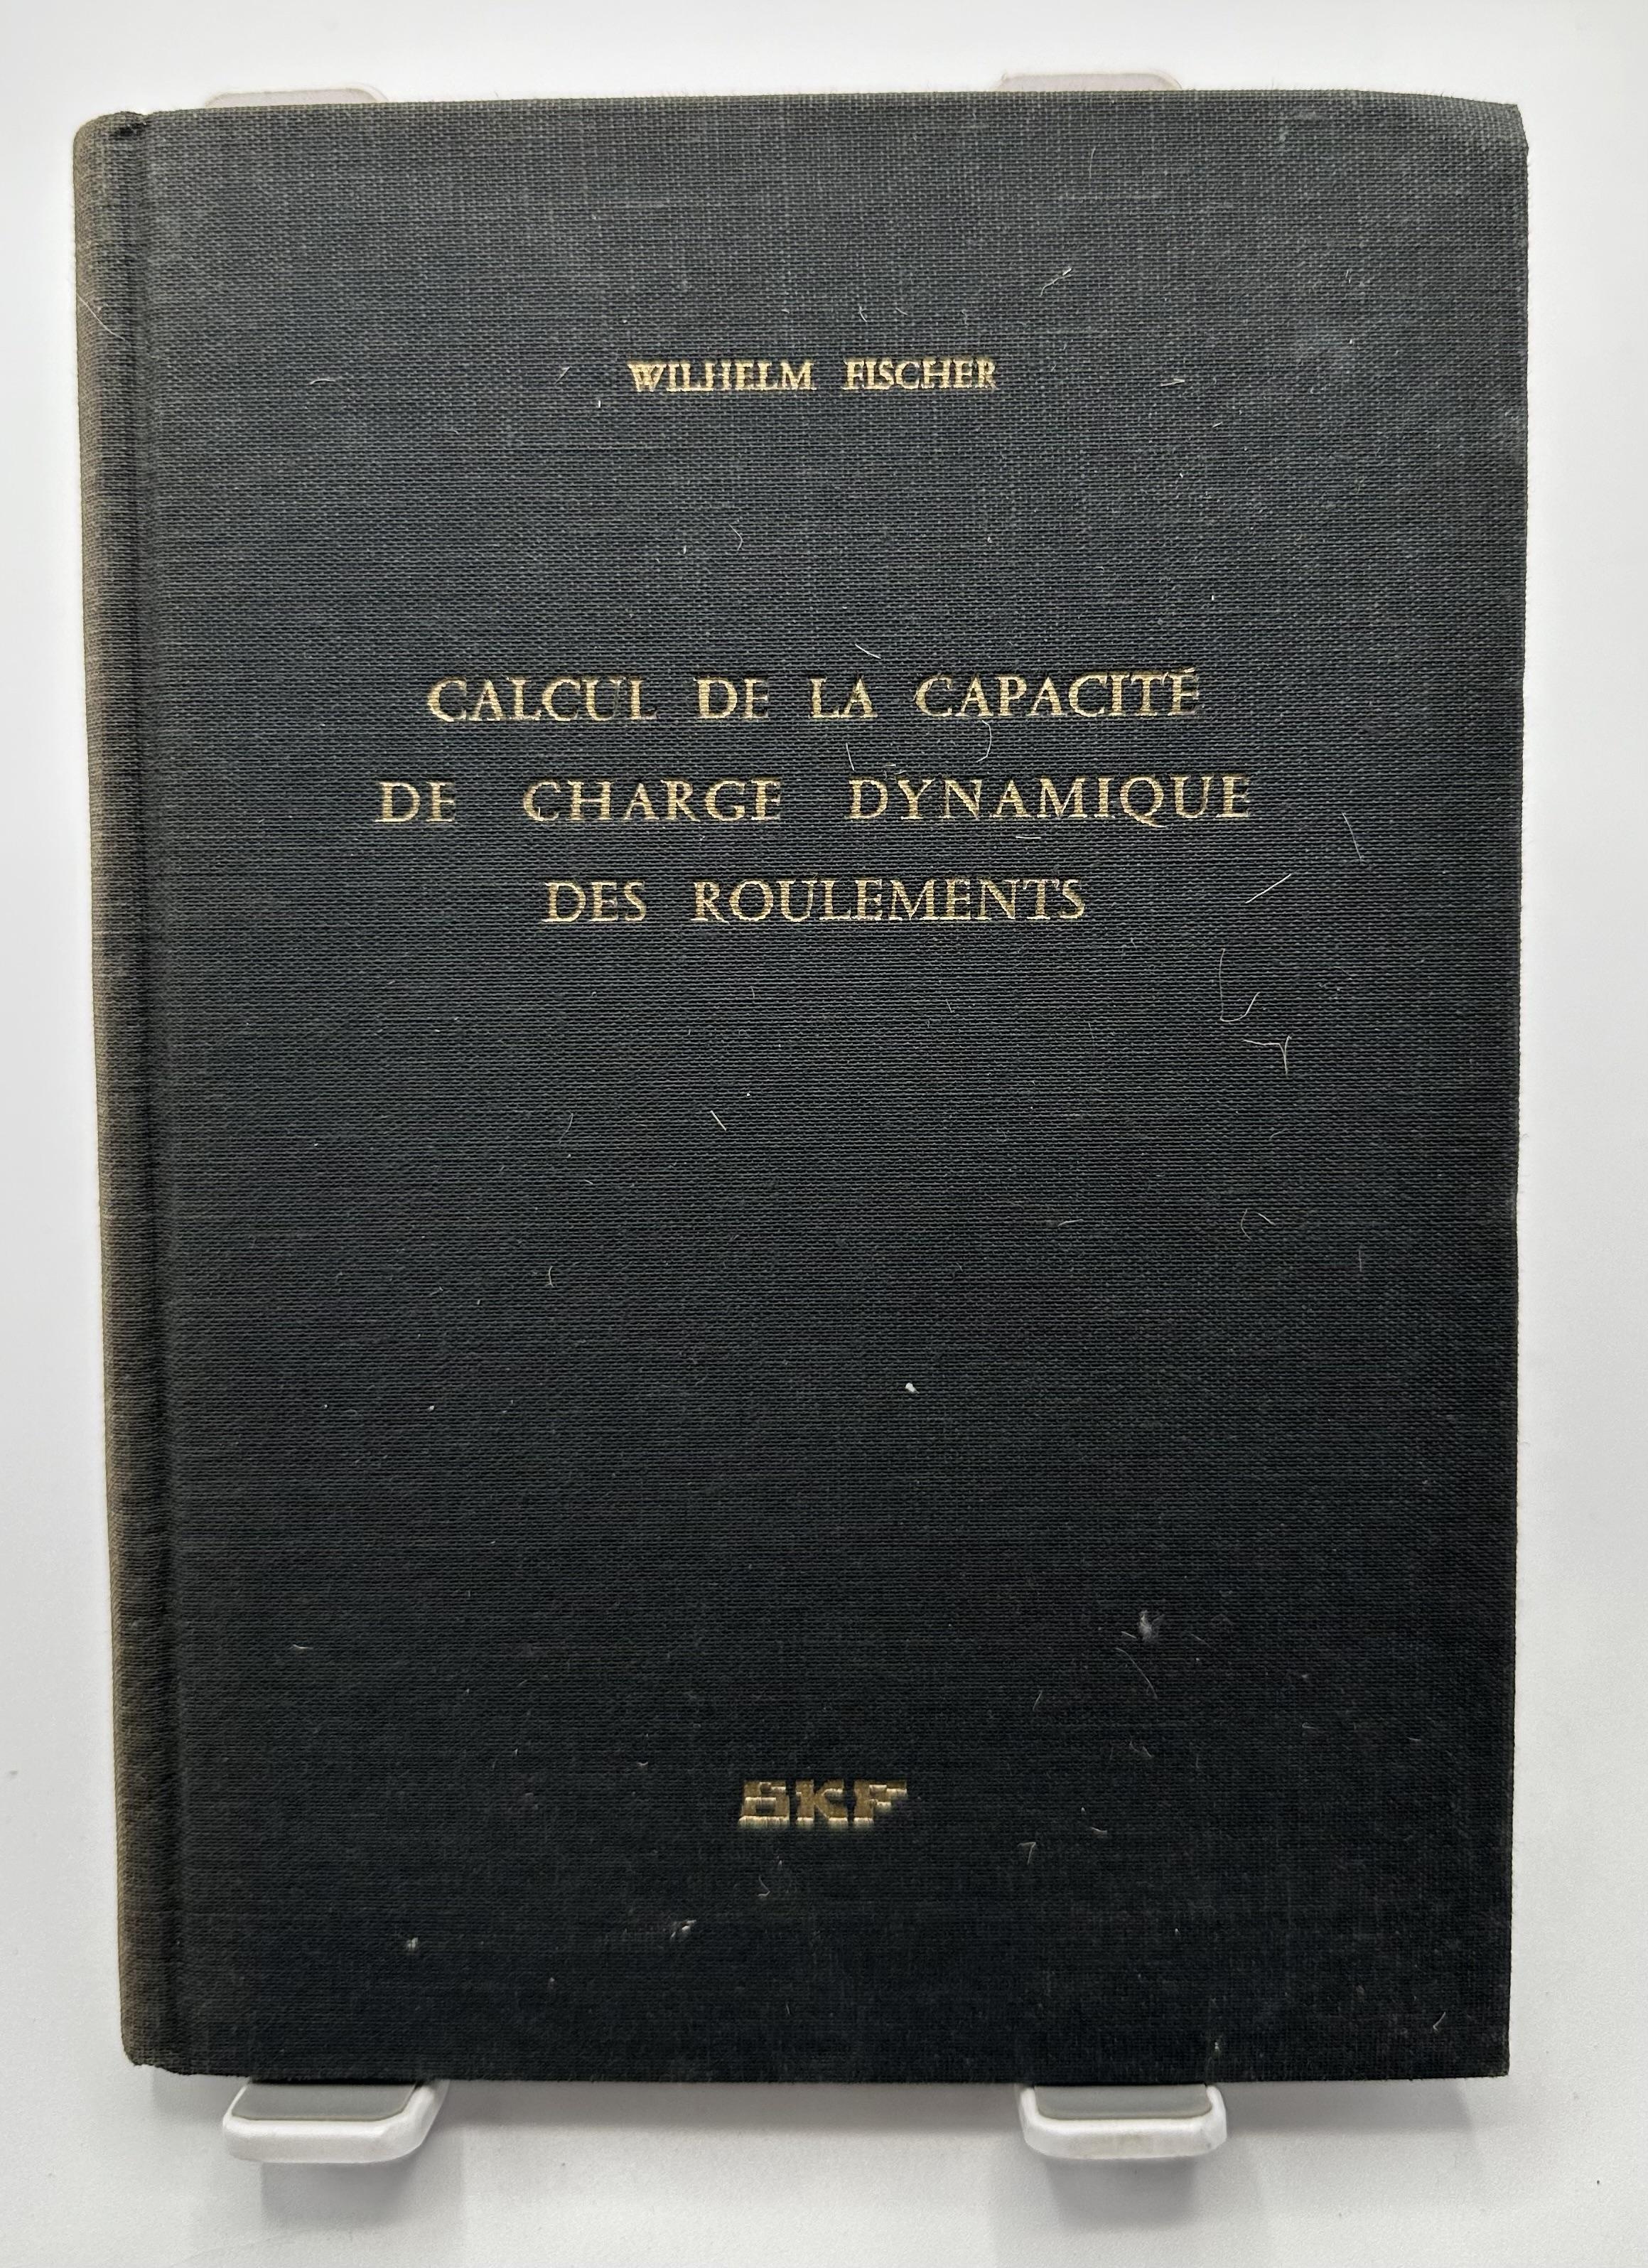 WILHELM FISCHER
CALCUL DE LA CAPACITÉ
DE CHARGE DYNAMIQUE
DES ROULEMENTS
SKF